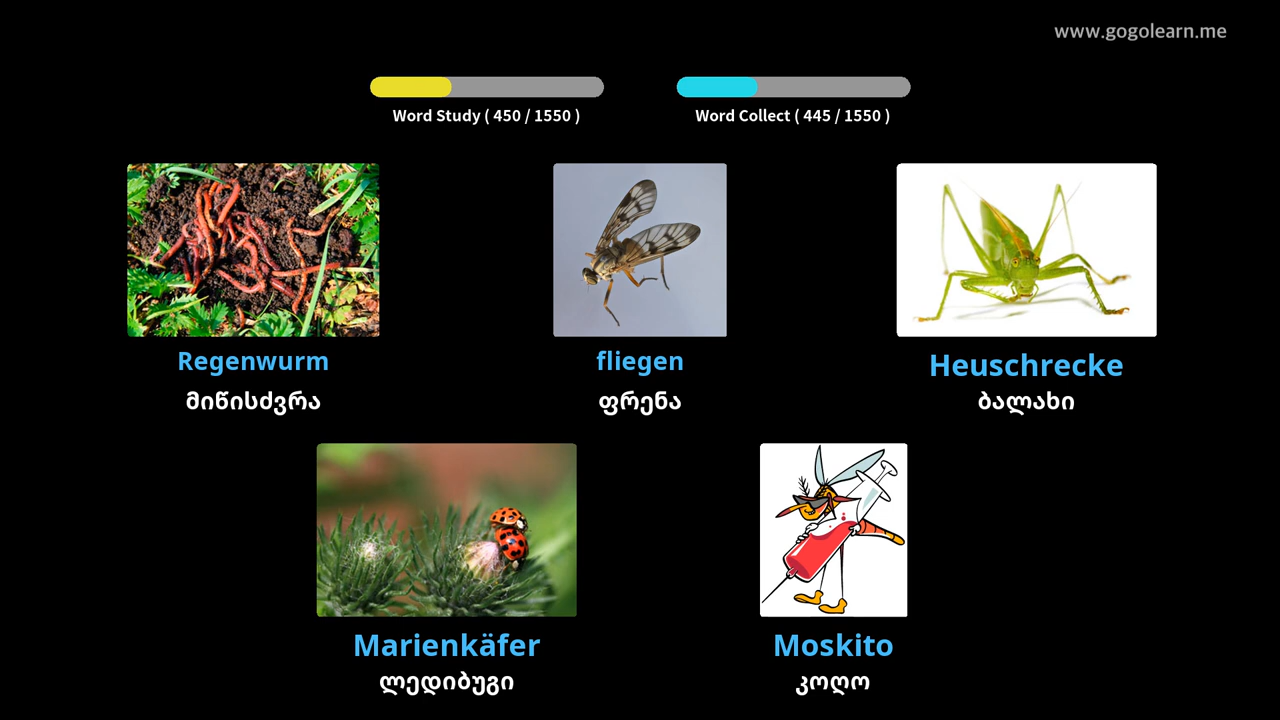 www.gogolearn.me
Word Study ( 450 / 1550 )
Word Collect ( 445 / 1550 )
Regenwurm
fliegen
Heuschrecke
მიწისძვრა
ფრენა
ბალახი
Marienkäfer
Moskito
ლედიბუგი
კოღო